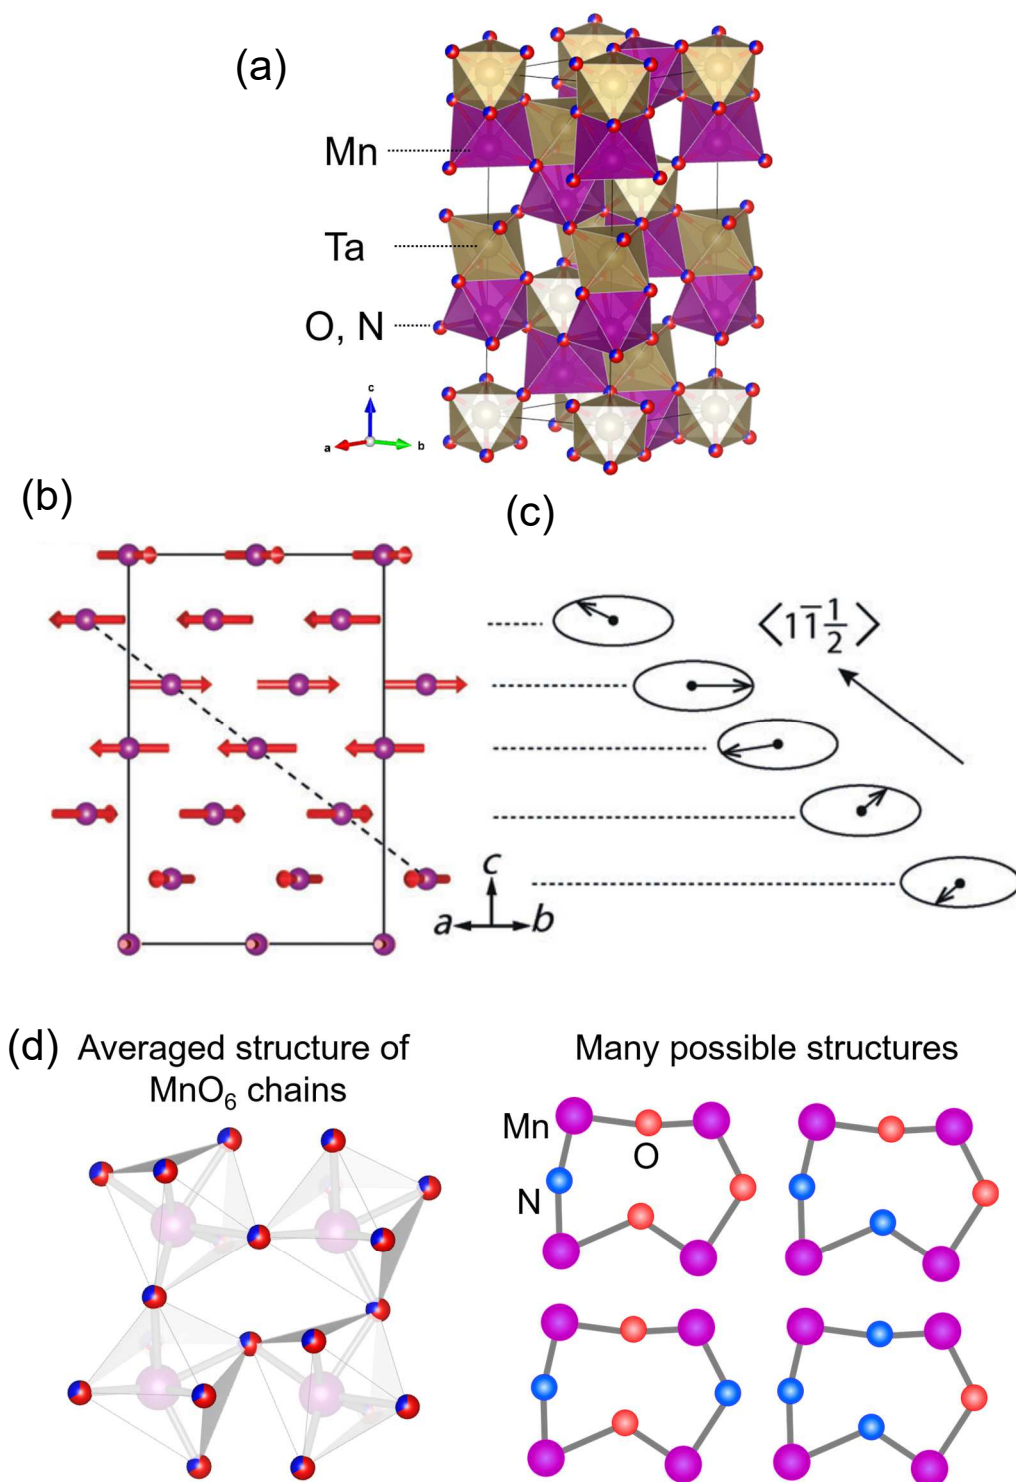 (a)
Mn
Ta
O, N
c
a
b
(b)
(c)
⟨11̅½⟩
c
a
b
(d) Averaged structure of
MnO₆ chains
Many possible structures
Mn
O
N